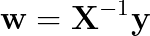 w = X⁻¹y